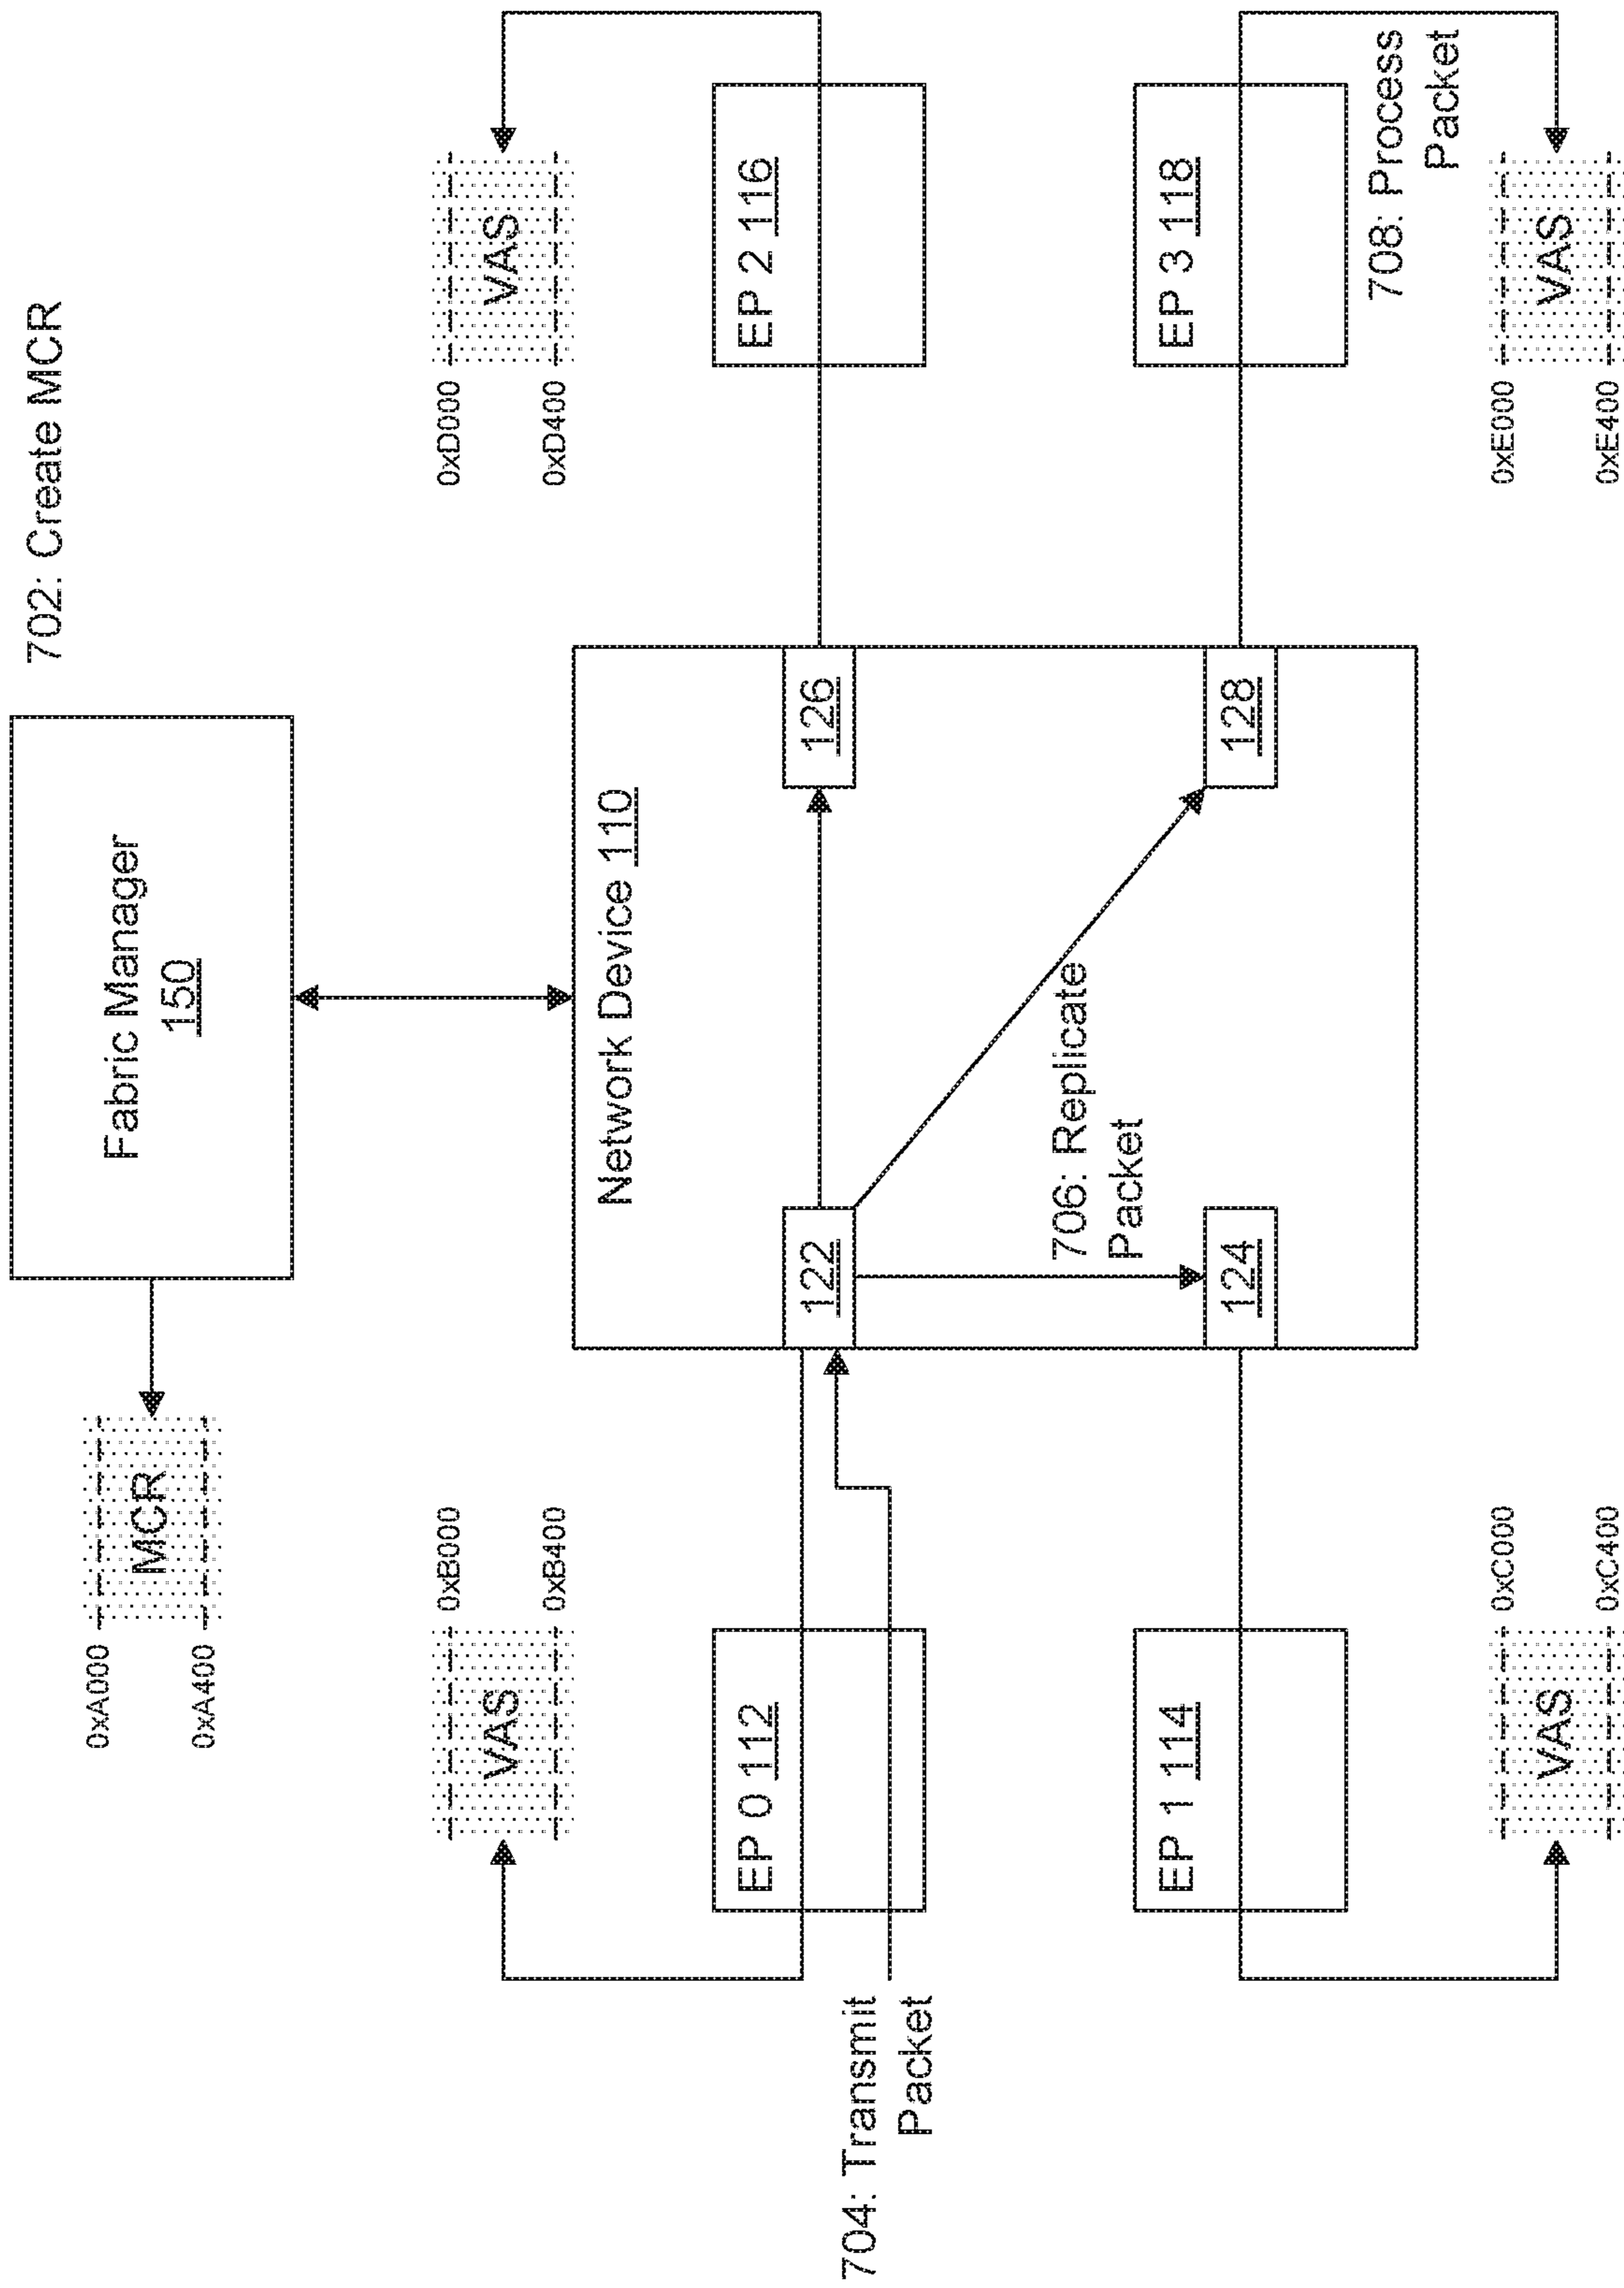 702: Create MCR
Fabric Manager
150
0xA000
MCR
0xA400
VAS
0xB000
0xB400
0xD000
VAS
0xD400
Network Device 110
EP 0 112
122
126
EP 2 116
704: Transmit
Packet
706: Replicate
Packet
EP 1 114
124
128
EP 3 118
708: Process
Packet
VAS
0xC000
0xC400
0xE000
VAS
0xE400